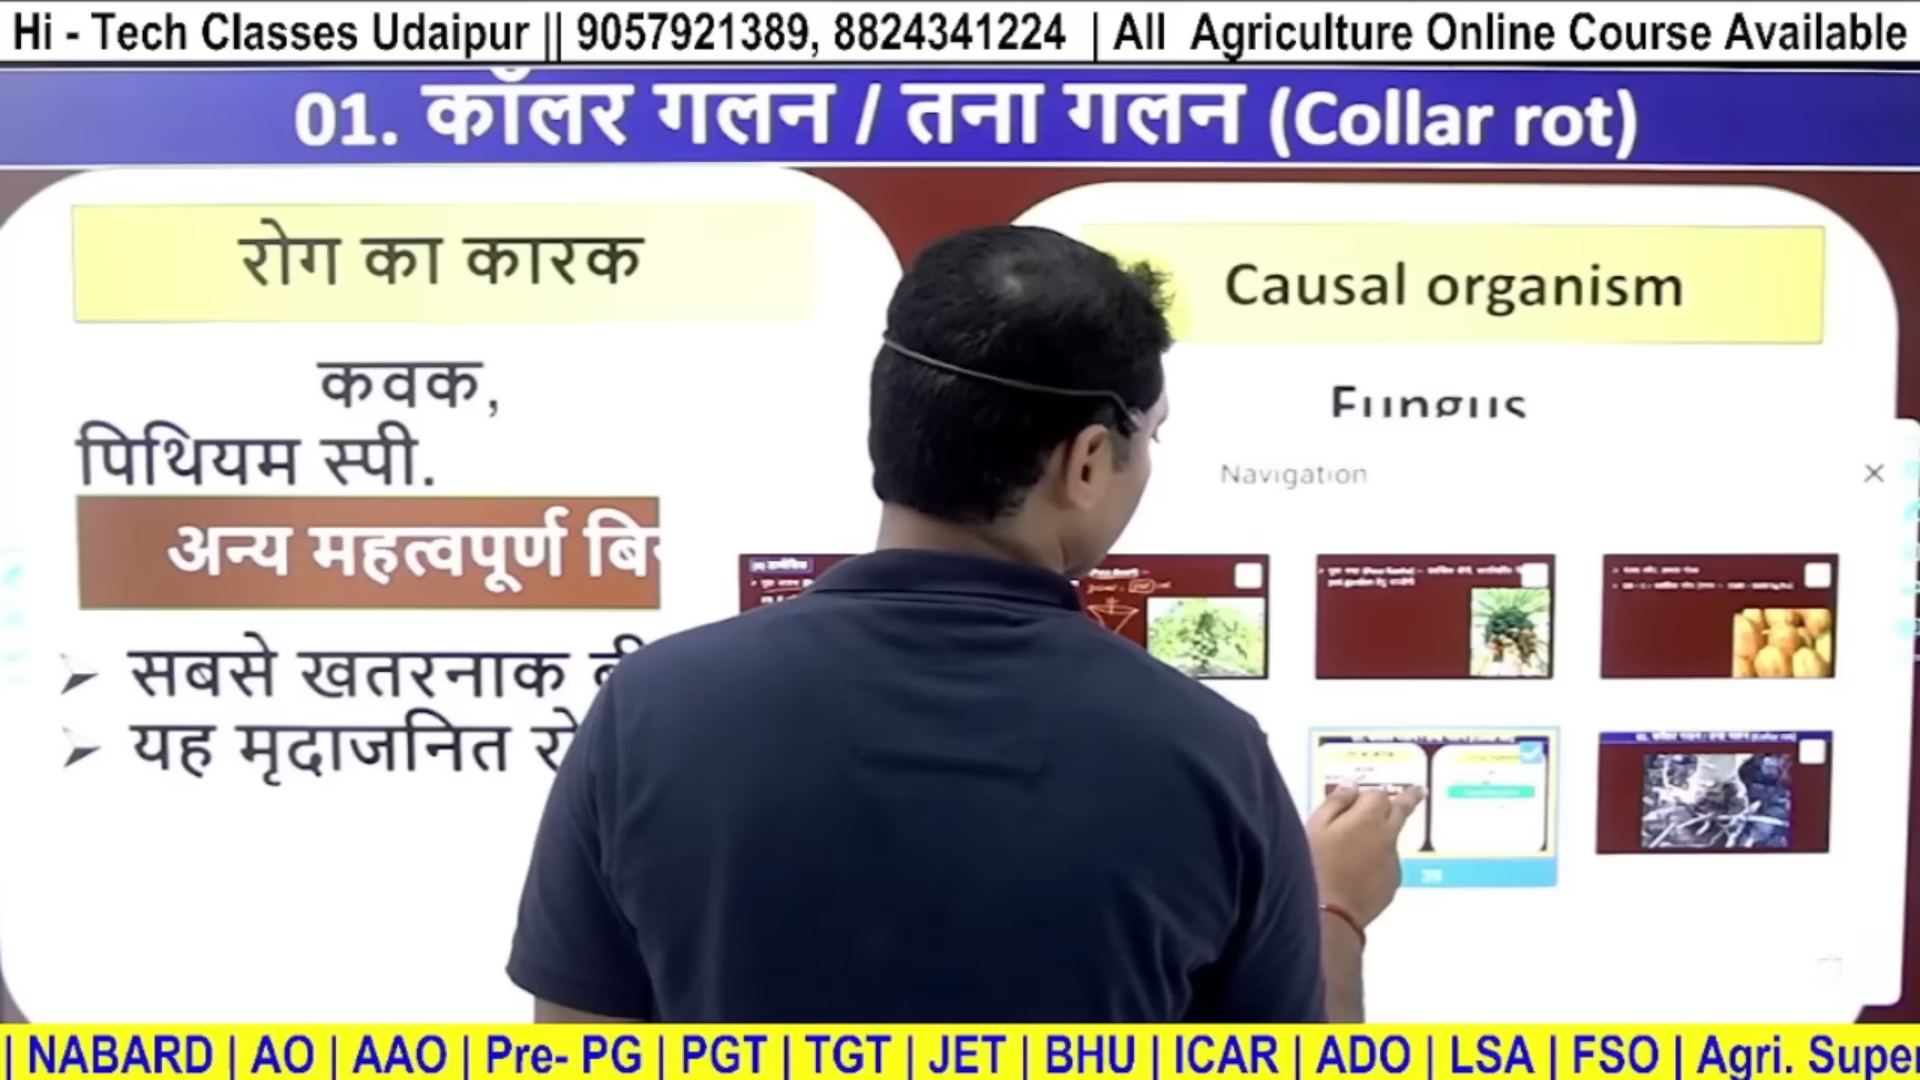 Hi - Tech Classes Udaipur || 9057921389, 8824341224 | All Agriculture Online Course Available
01. कॉलर गलन / तना गलन (Collar rot)
रोग का कारक
Causal organism
कवक,
Fungus
पिथियम स्पी.
Navigation
अन्य महत्वपूर्ण
सबसे खतरनाक
यह मृदाजनित
39
| NABARD | AO | AAO | Pre- PG | PGT | TGT | JET | BHU | ICAR | ADO | LSA | FSO | Agri. Super